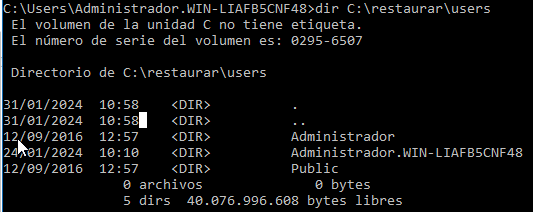 C:\Users\Administrador.WIN-LIAFB5CNF48>dir C:\restaurar\users
El volumen de la unidad C no tiene etiqueta.
El número de serie del volumen es: 0295-6507
Directorio de C:\restaurar\users
31/01/2024 10:58 <DIR> .
31/01/2024 10:58 <DIR> ..
12/09/2016 12:57 <DIR> Administrador
24/01/2024 10:10 <DIR> Administrador.WIN-LIAFB5CNF48
12/09/2016 12:57 <DIR> Public
0 archivos 0 bytes
5 dirs 40.076.996.608 bytes libres